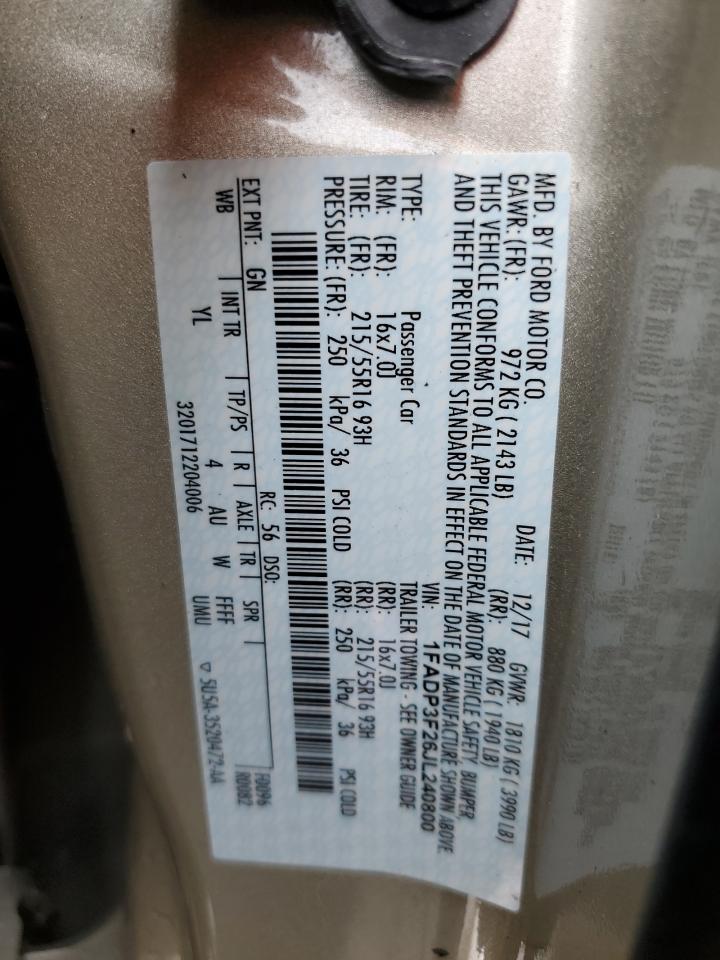 MFD. BY FORD MOTOR CO.
DATE: 12/17 GVWR: 1810 KG ( 3990 LB)
GAWR: (FR): 972 KG ( 2143 LB) (RR): 880 KG ( 1940 LB)
THIS VEHICLE CONFORMS TO ALL APPLICABLE FEDERAL MOTOR VEHICLE SAFETY, BUMPER,
AND THEFT PREVENTION STANDARDS IN EFFECT ON THE DATE OF MANUFACTURE SHOWN ABOVE
VIN: 1FADP3F26JL240800
TYPE: Passenger Car TRAILER TOWING - SEE OWNER GUIDE
RIM: (FR): 16x7.0J (RR): 16x7.0J
TIRE: (FR): 215/55R16 93H (RR): 215/55R16 93H
PRESSURE: (FR): 250 kPa/ 36 PSI COLD (RR): 250 kPa/ 36 PSI COLD
EXT PNT: GN RC: 56 DSO: F0096
WB | INT TR | TP/PS | R | AXLE | TR | SPR | R0082
YL 4 AU W FFFF
3201712204006 UMU ▽ 5U5A-3520472-AA